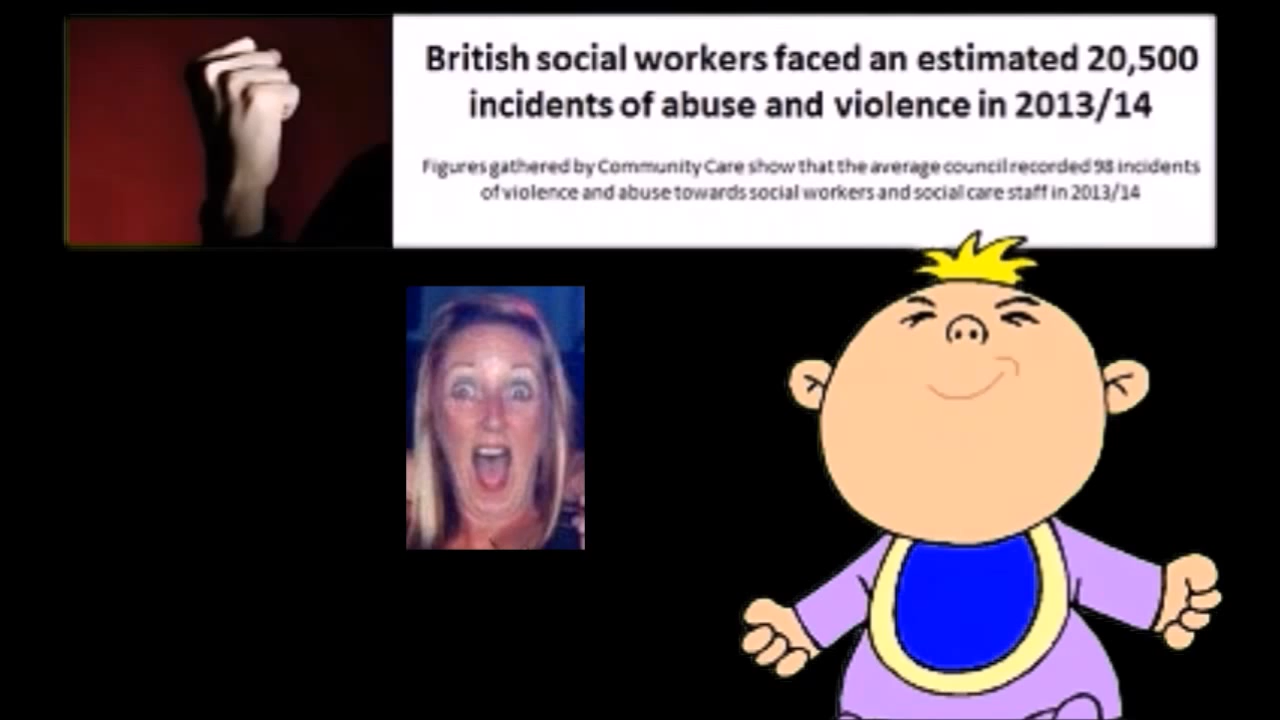 British social workers faced an estimated 20,500
incidents of abuse and violence in 2013/14
Figures gathered by Community Care show that the average council recorded 98 incidents
of violence and abuse towards social workers and social care staff in 2013/14